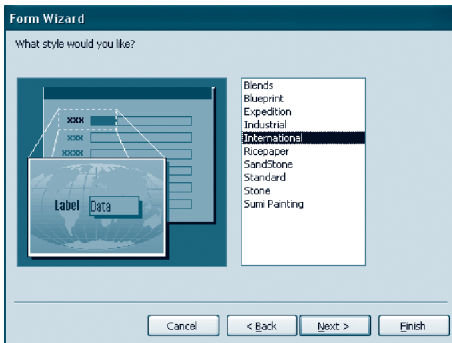 Form Wizard
What style would you like?
xxx
xxx
xxxx
Label Data
Blends
Blueprint
Expedition
Industrial
International
Ricepaper
SandStone
Standard
Stone
Sumi Painting
Cancel < Back Next > Finish